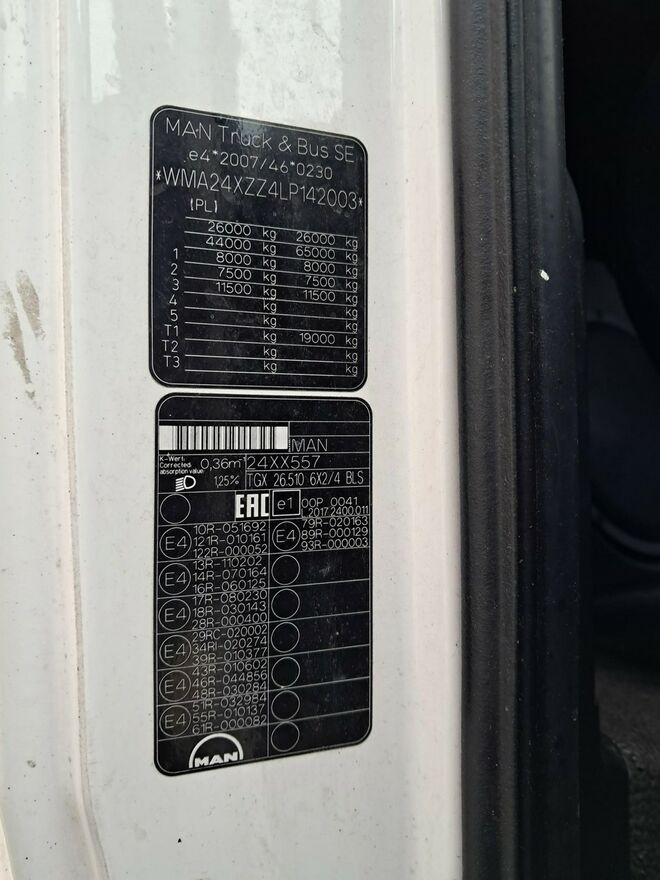 MAN Truck & Bus SE
e4*2007/46*0230
*WMA24XZZ4LP142003*
(PL)
26000 kg 26000 kg
44000 kg 65000 kg
1 8000 kg 8000 kg
2 7500 kg 7500 kg
3 11500 kg 11500 kg
4 kg kg
5 kg kg
T1 kg 19000 kg
T2 kg kg
T3 kg kg
MAN
K-Wert: Corrected absorption value: 0,36m⁻¹ 24XX557
1,25% TGX 26.510 6X2/4 BLS
EAC e1 00P 0041
2017.2400.011
E4 10R-051692 E4 79R-020163
121R-010161 89R-000129
122R-000052 93R-000003
E4 13R-110202
14R-070164
16R-060125
E4 17R-080230
18R-030143
28R-000400
E4 29RC-020002
34RI-020274
39R-010377
E4 43R-010602
46R-044856
48R-030284
E4 51R-032984
55R-010137
61R-000082
MAN